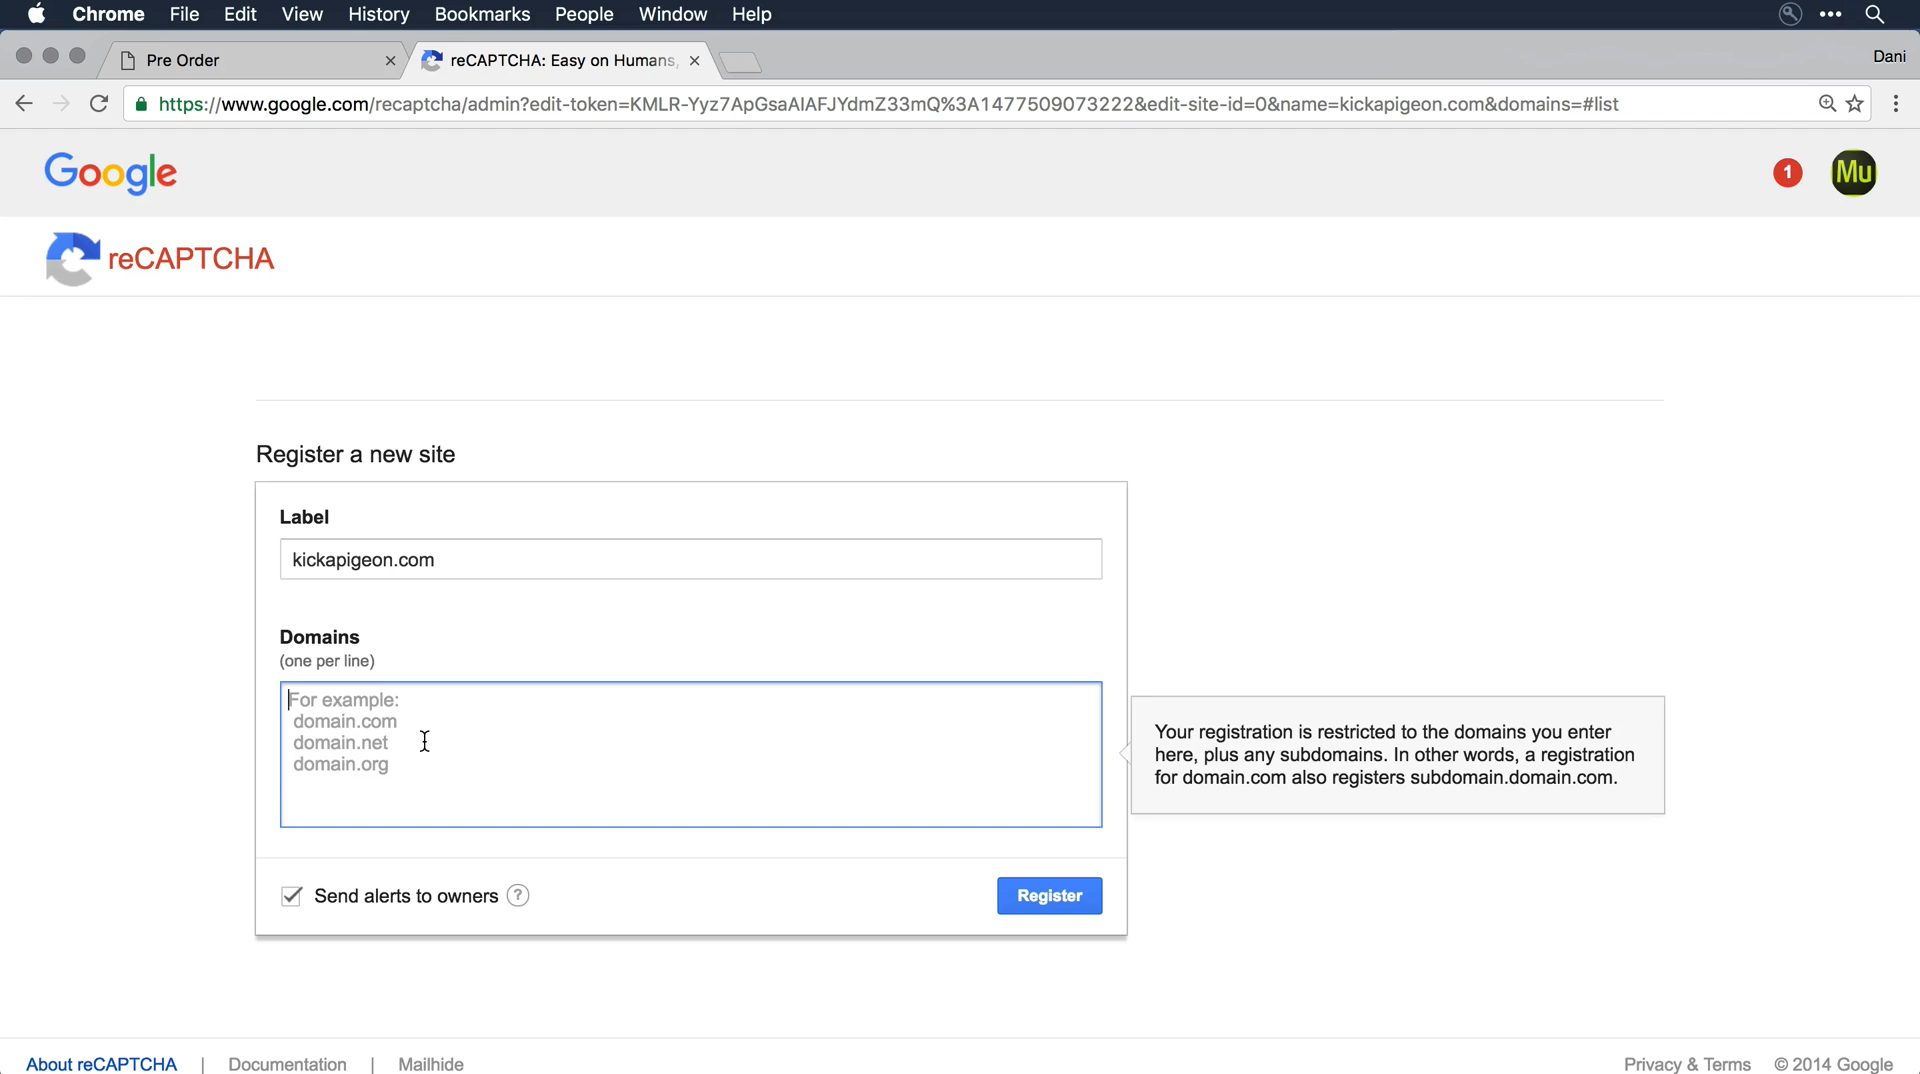 Chrome File Edit View History Bookmarks People Window Help
Pre Order
reCAPTCHA: Easy on Humans,
Dani
https://www.google.com/recaptcha/admin?edit-token=KMLR-Yyz7ApGsaAIAFJYdmZ33mQ%3A1477509073222&edit-site-id=0&name=kickapigeon.com&domains=#list
Google
1
Mu
reCAPTCHA
Register a new site
Label
kickapigeon.com
Domains
(one per line)
For example:
domain.com
domain.net
domain.org
Your registration is restricted to the domains you enter
here, plus any subdomains. In other words, a registration
for domain.com also registers subdomain.domain.com.
Send alerts to owners ?
Register
About reCAPTCHA | Documentation | Mailhide
Privacy & Terms © 2014 Google